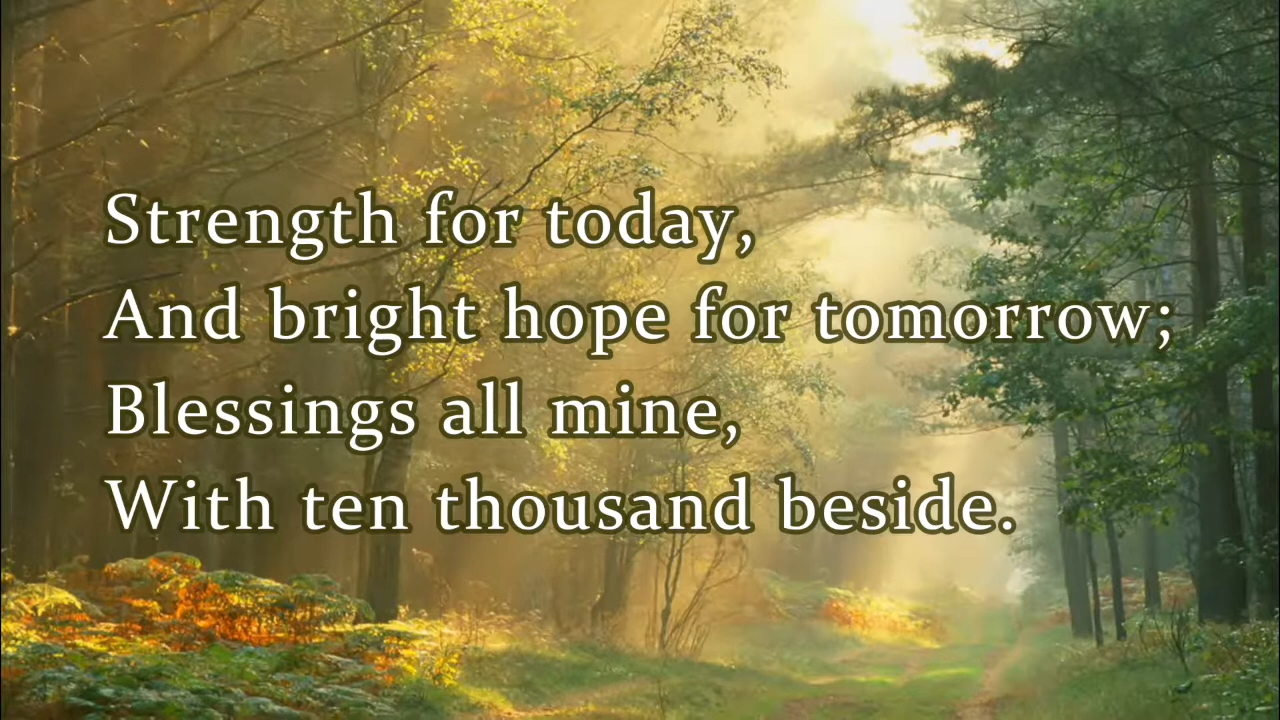 Strength for today,
And bright hope for tomorrow;
Blessings all mine,
With ten thousand beside.